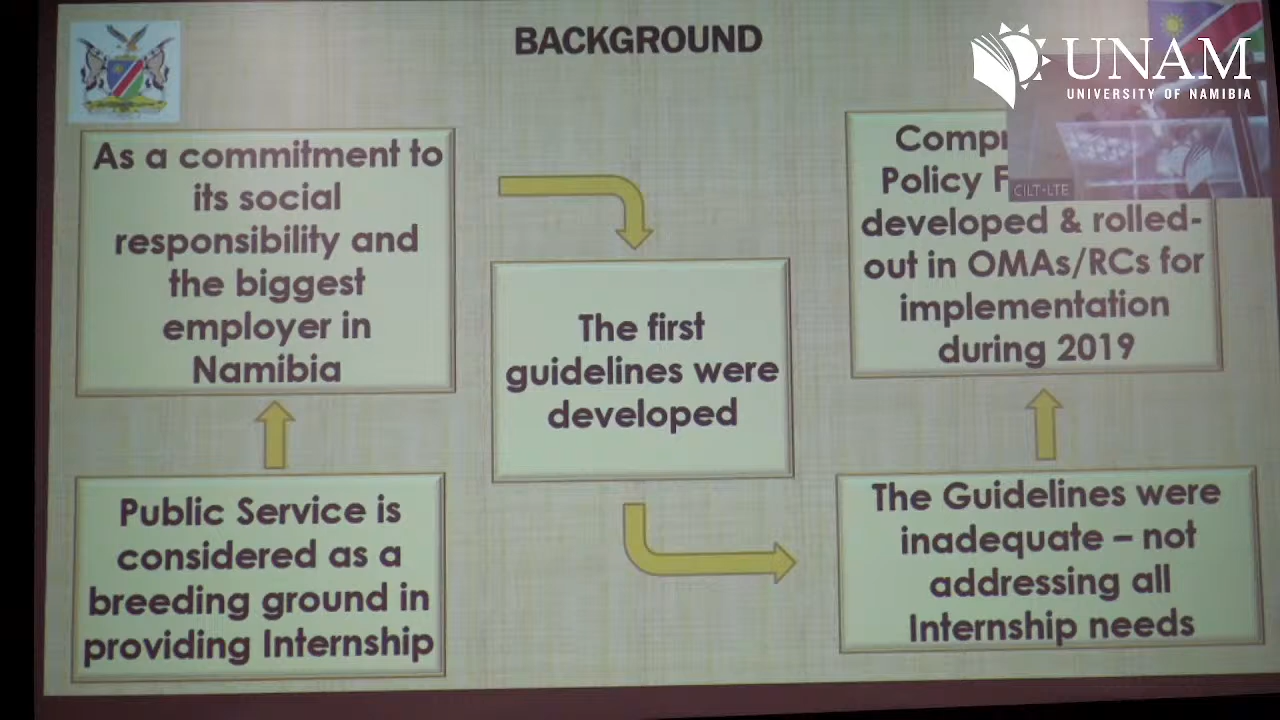 BACKGROUND
UNAM
UNIVERSITY OF NAMIBIA
CILT-LTE
As a commitment to
its social
responsibility and
the biggest
employer in
Namibia
Public Service is
considered as a
breeding ground in
providing Internship
The first
guidelines were
developed
The Guidelines were
inadequate – not
addressing all
Internship needs
Policy
developed & rolled-
out in OMAs/RCs for
implementation
during 2019